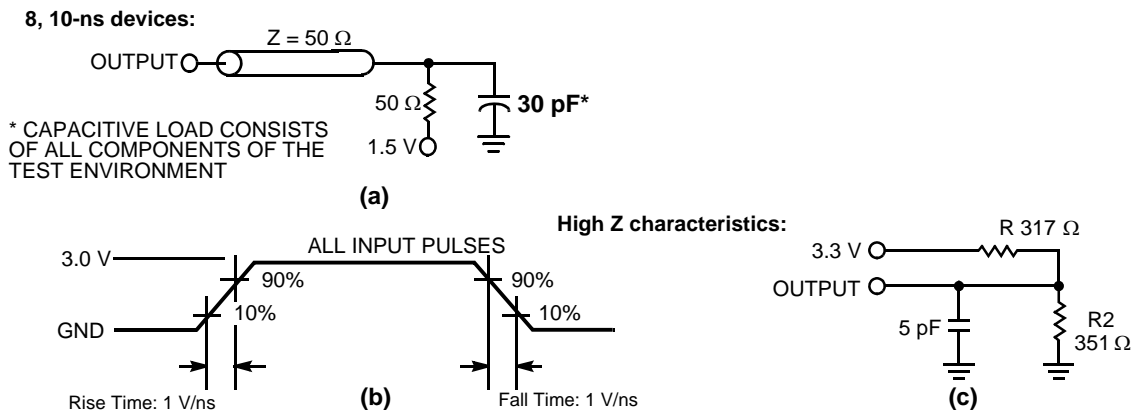 8, 10-ns devices:
Z = 50 Ω
OUTPUT
50 Ω
30 pF*
1.5 V
* CAPACITIVE LOAD CONSISTS
OF ALL COMPONENTS OF THE
TEST ENVIRONMENT
(a)
ALL INPUT PULSES
3.0 V
90%
10%
GND
90%
10%
Rise Time: 1 V/ns
(b)
Fall Time: 1 V/ns
High Z characteristics:
R 317 Ω
3.3 V
OUTPUT
5 pF
R2
351 Ω
(c)